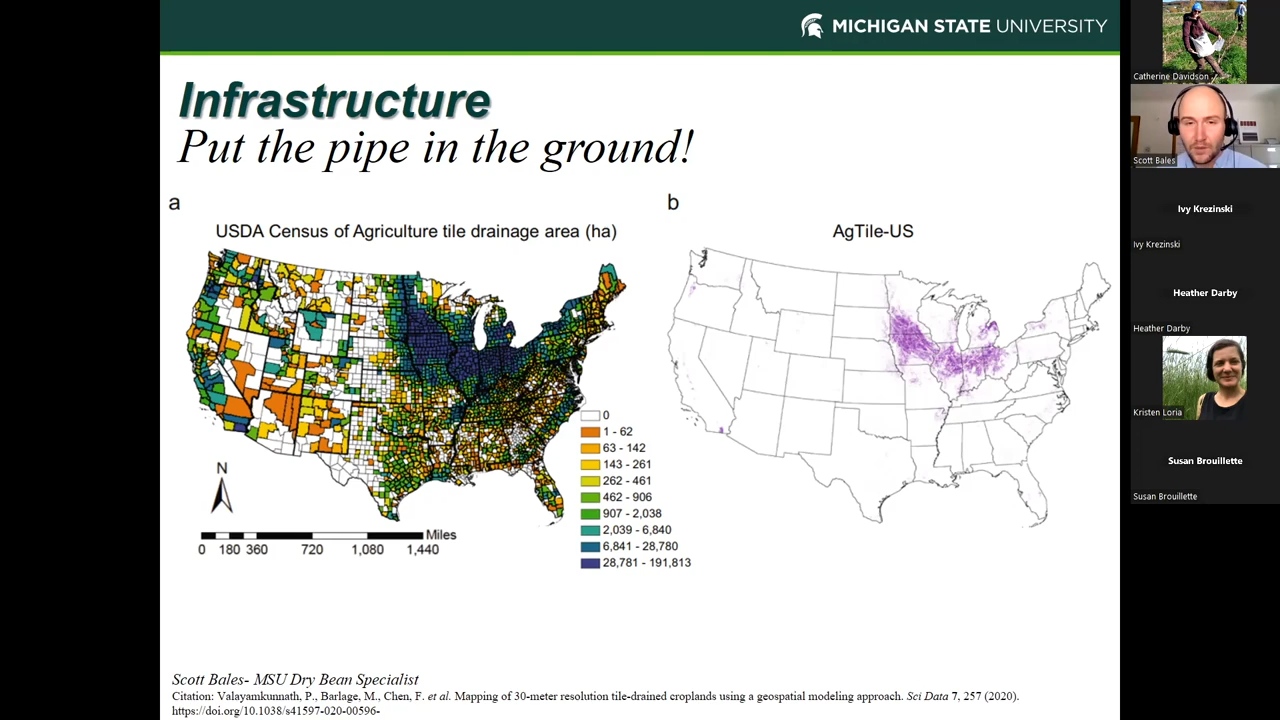 MICHIGAN STATE UNIVERSITY
Infrastructure
Put the pipe in the ground!
a
USDA Census of Agriculture tile drainage area (ha)
N
Miles
0 180 360 720 1,080 1,440
0
1 - 62
63 - 142
143 - 261
262 - 461
462 - 906
907 - 2,038
2,039 - 6,840
6,841 - 28,780
28,781 - 191,813
b
AgTile-US
Scott Bales- MSU Dry Bean Specialist
Citation: Valayamkunnath, P., Barlage, M., Chen, F. et al. Mapping of 30-meter resolution tile-drained croplands using a geospatial modeling approach. Sci Data 7, 257 (2020).
https://doi.org/10.1038/s41597-020-00596-
Catherine Davidson
Scott Bales
Ivy Krezinski
Ivy Krezinski
Heather Darby
Heather Darby
Kristen Loria
Susan Brouillette
Susan Brouillette